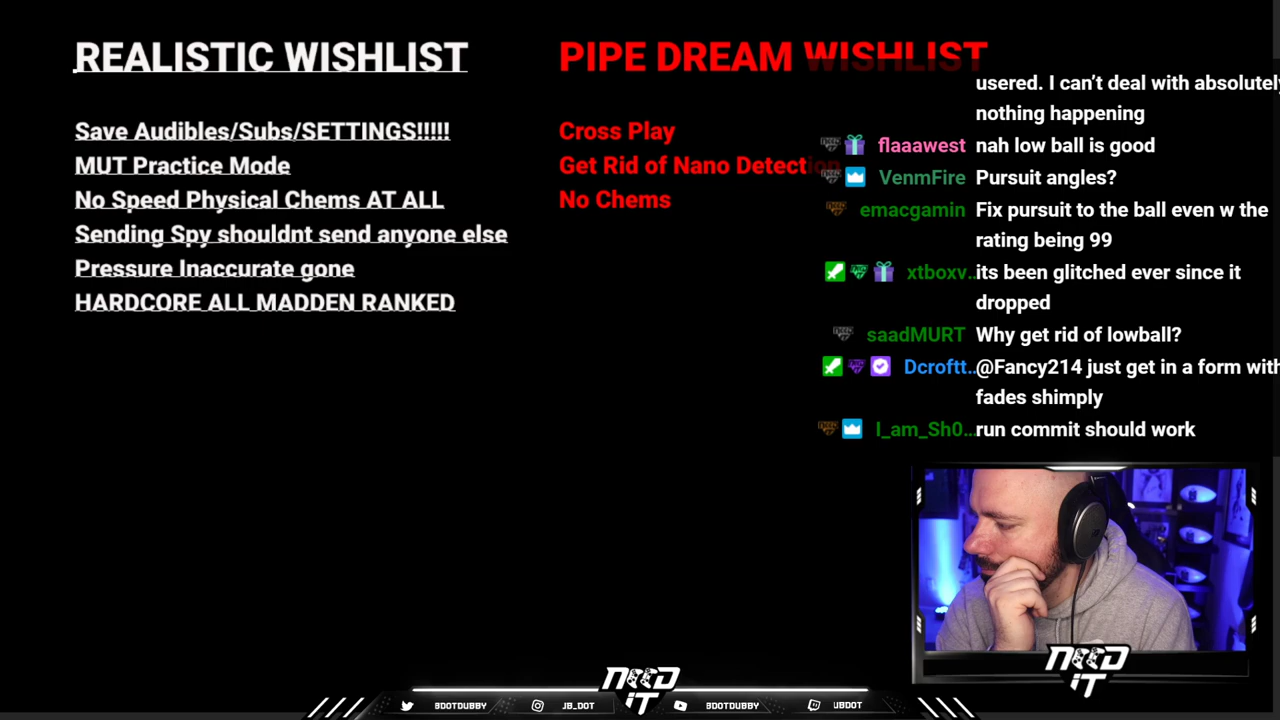 REALISTIC WISHLIST
Save Audibles/Subs/SETTINGS!!!!!
MUT Practice Mode
No Speed Physical Chems AT ALL
Sending Spy shouldnt send anyone else
Pressure Inaccurate gone
HARDCORE ALL MADDEN RANKED
PIPE DREAM WISHLIST
Cross Play
Get Rid of Nano Detection
No Chems
usered. I can’t deal with absolutely
nothing happening
flaaawest nah low ball is good
VenmFire Pursuit angles?
emacgamin Fix pursuit to the ball even w the
rating being 99
xtboxv.. its been glitched ever since it
dropped
saadMURT Why get rid of lowball?
Dcroftt.. @Fancy214 just get in a form with
fades shimply
I_am_Sh0... run commit should work
NEED
IT
NEED
IT
JB_DOT